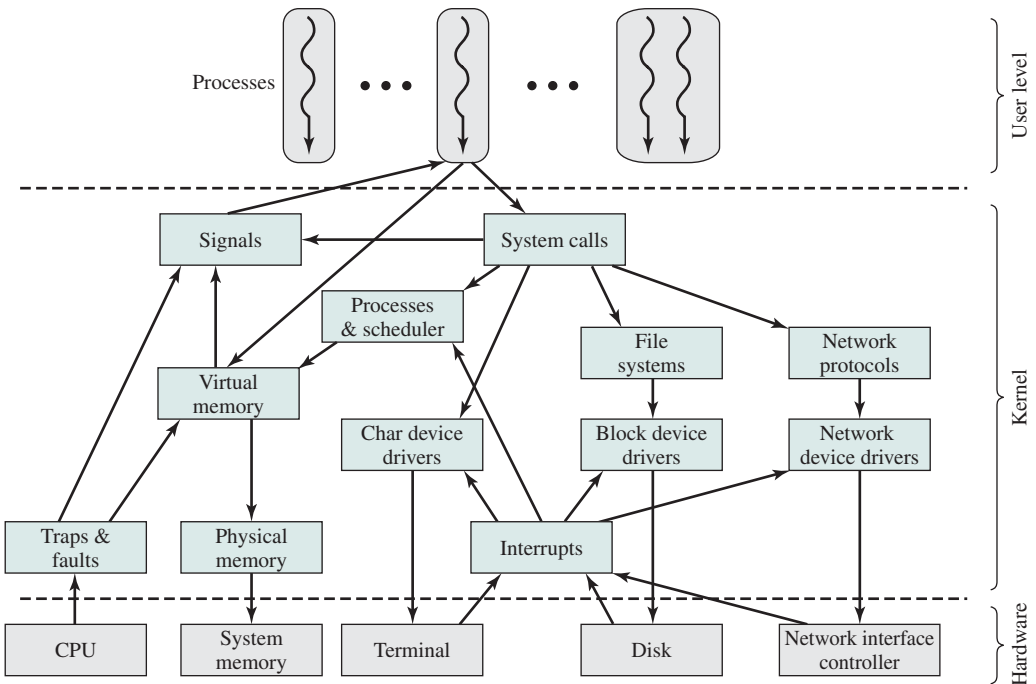 Processes
User level
Signals
System calls
Processes
& scheduler
File
systems
Network
protocols
Virtual
memory
Char device
drivers
Block device
drivers
Network
device drivers
Kernel
Traps &
faults
Physical
memory
Interrupts
CPU
System
memory
Terminal
Disk
Network interface
controller
Hardware